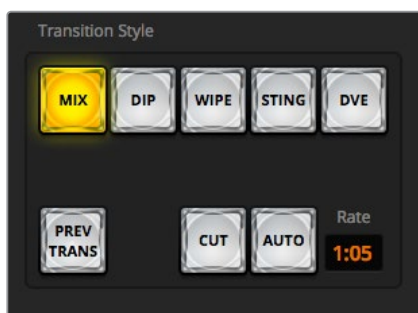 Transition Style
MIX DIP WIPE STING DVE
PREV
TRANS
CUT AUTO
Rate
1:05